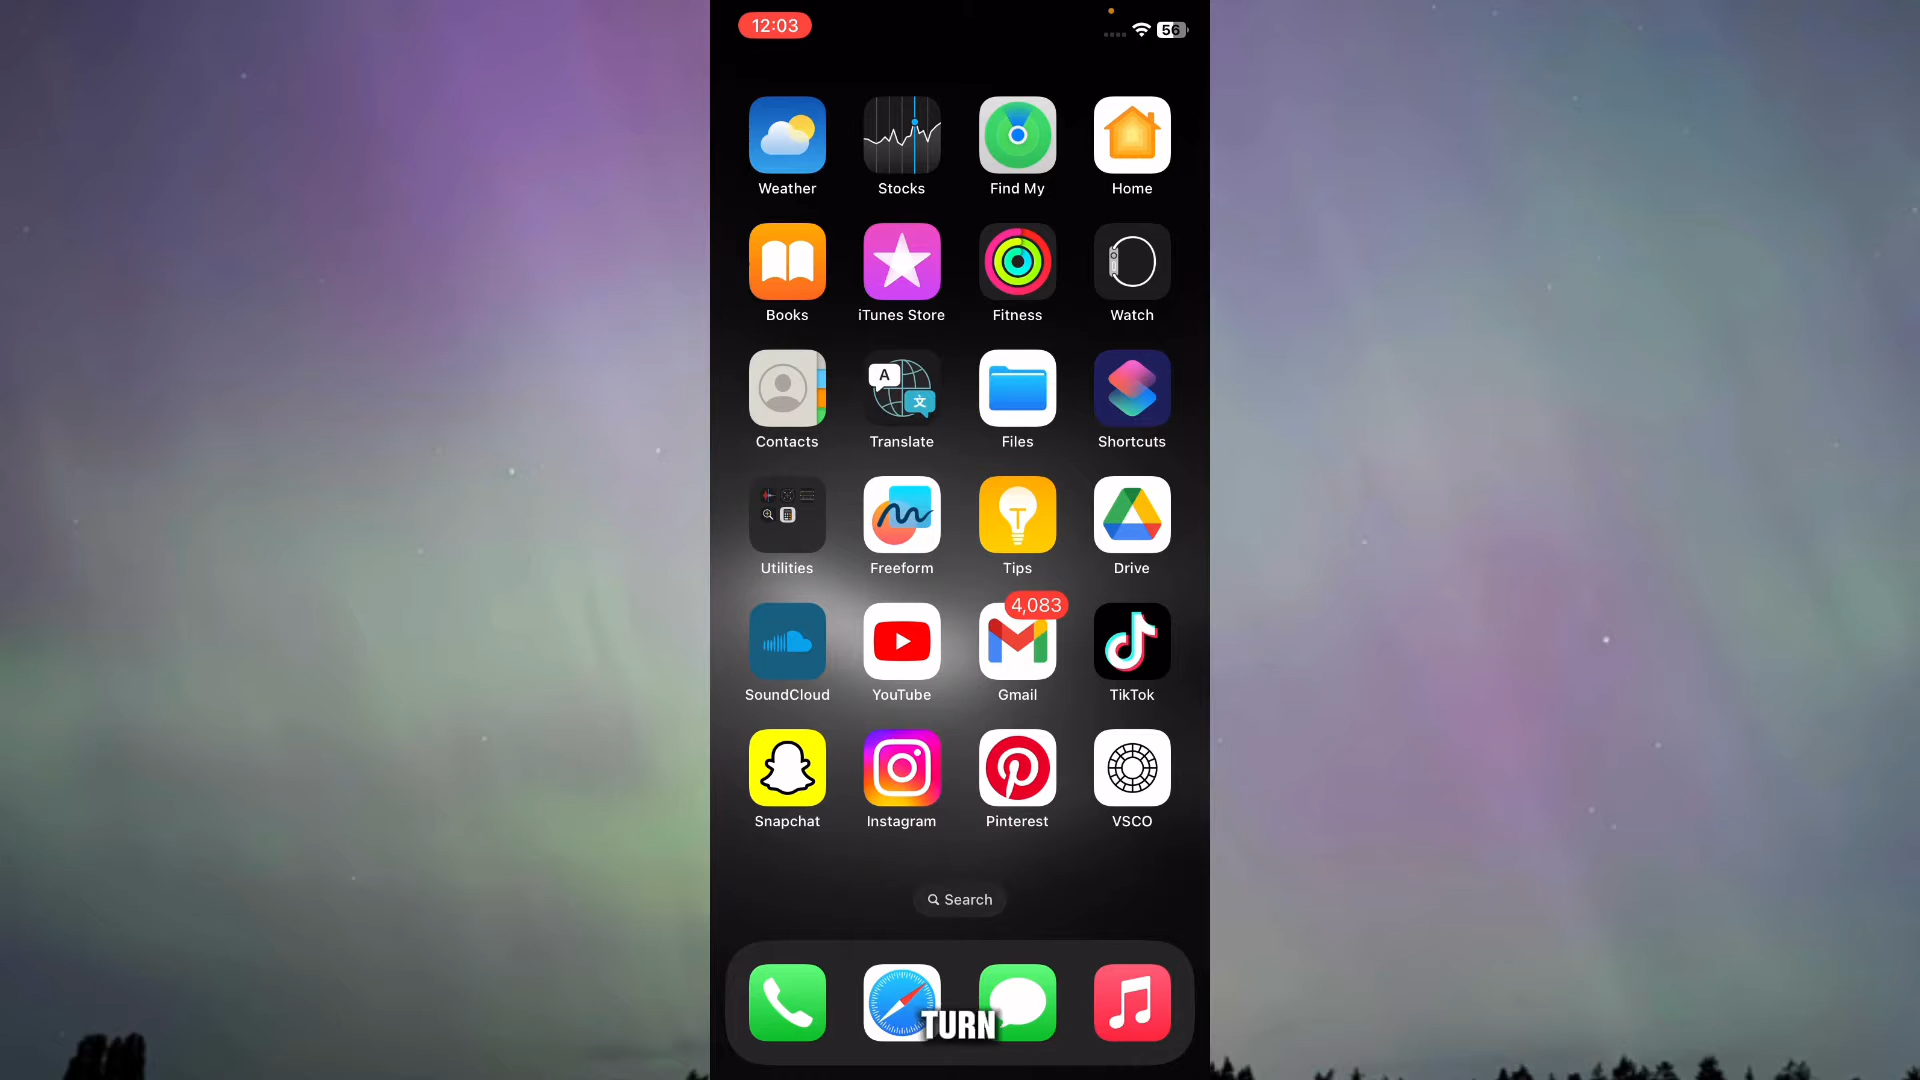 12:03
56
Weather Stocks Find My Home
Books iTunes Store Fitness Watch
A
文
Contacts Translate Files Shortcuts
T
Utilities Freeform Tips Drive
4,083
SoundCloud YouTube Gmail TikTok
Snapchat Instagram Pinterest VSCO
Search
TURN